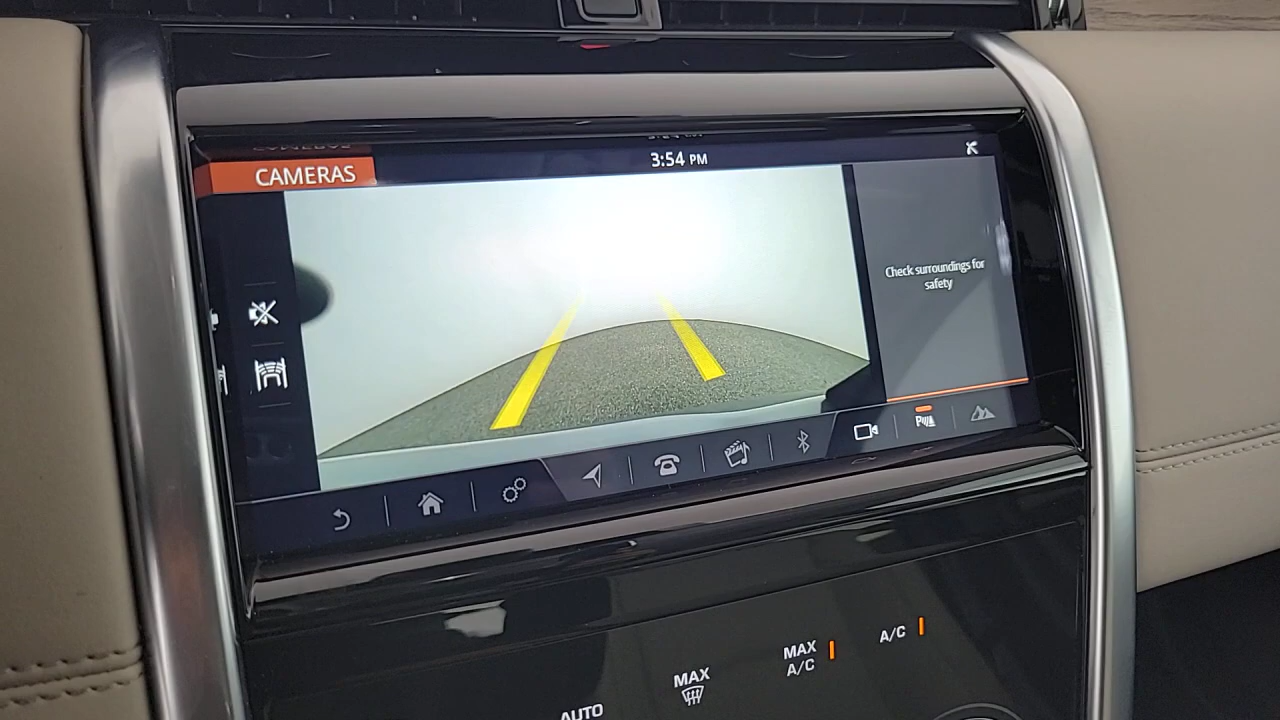 CAMERAS
3:54 PM
Check surroundings for
safety
MAX
A/C
A/C
MAX
AUTO